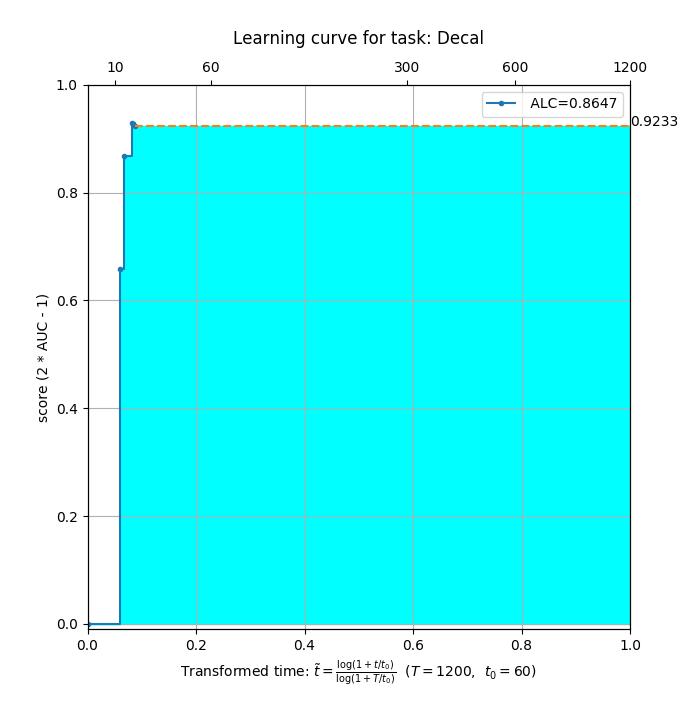 Learning curve for task: Decal
10 60 300 600 1200
1.0
ALC=0.8647
0.9233
0.8
0.6
0.4
0.2
0.0
score (2 * AUC - 1)
0.0 0.2 0.4 0.6 0.8 1.0
Transformed time: t̃ = log(1 + t/t₀) / log(1 + T/t₀) (T = 1200, t₀ = 60)